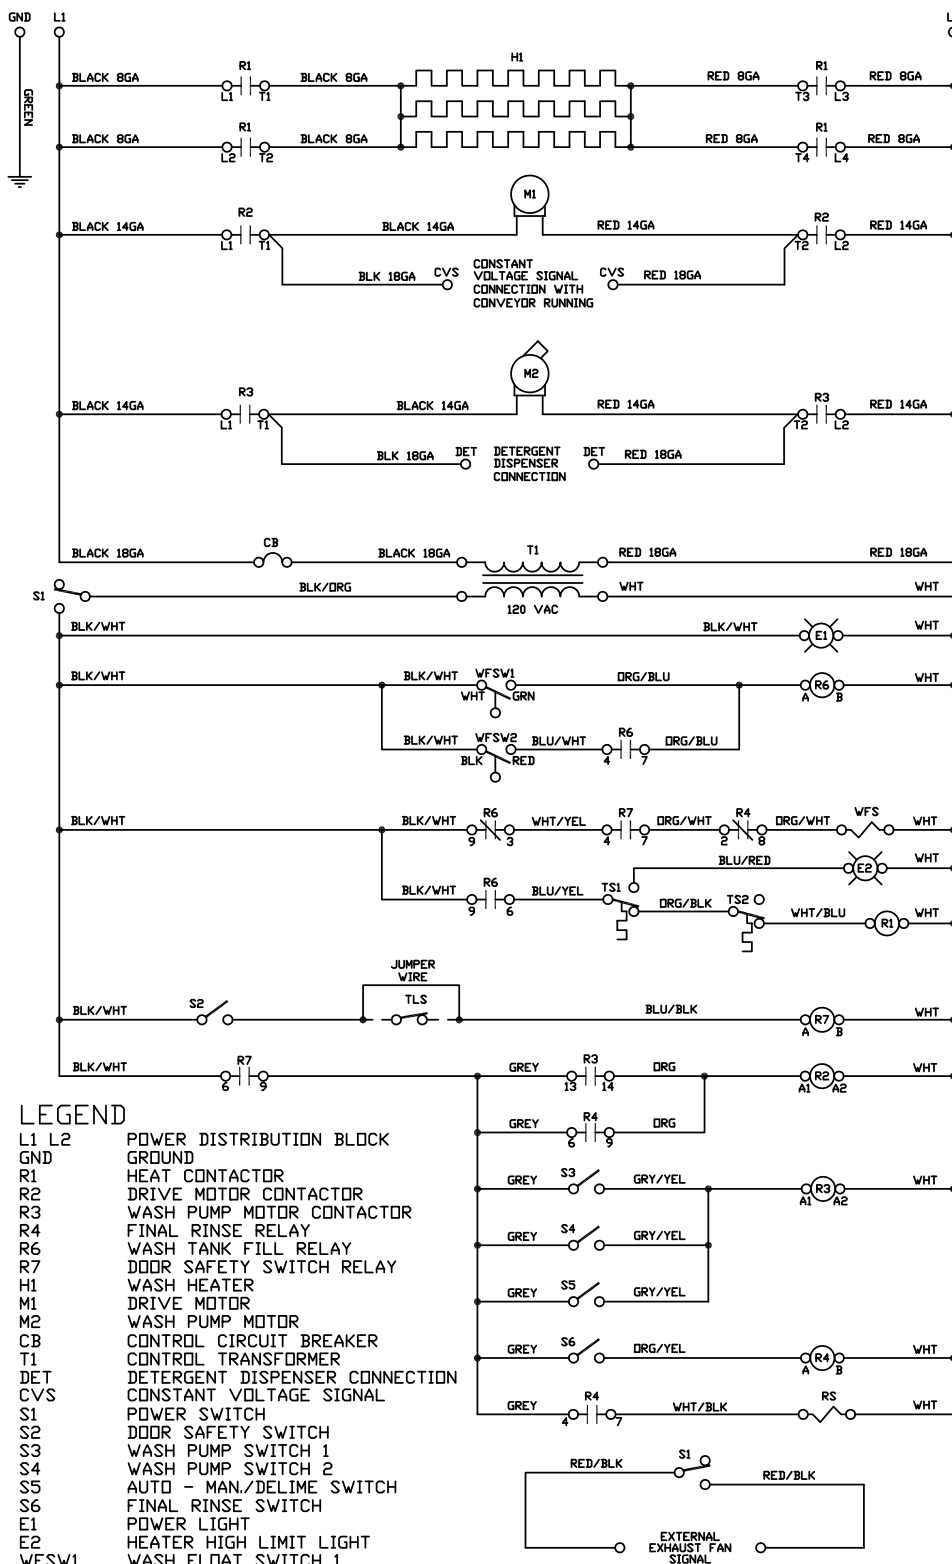 GND L1 L
GREEN
H1
BLACK 8GA R1 BLACK 8GA RED 8GA R1 RED 8GA
L1 T1 T3 L3
BLACK 8GA R1 BLACK 8GA RED 8GA R1 RED 8GA
L2 T2 T4 L4
M1
BLACK 14GA R2 BLACK 14GA RED 14GA R2 RED 14GA
L1 T1 T2 L2
BLK 18GA CVS CVS RED 18GA
CONSTANT
VOLTAGE SIGNAL
CONNECTION WITH
CONVEYOR RUNNING
M2
BLACK 14GA R3 BLACK 14GA RED 14GA R3 RED 14GA
L1 T1 T2 L2
BLK 18GA DET DET RED 18GA
DETERGENT
DISPENSER
CONNECTION
BLACK 18GA CB BLACK 18GA T1 RED 18GA RED 18GA
S1 BLK/ORG WHT WHT
120 VAC
BLK/WHT BLK/WHT E1 WHT
BLK/WHT BLK/WHT WFSW1 ORG/BLU R6 WHT
WHT GRN A B
BLK/WHT WFSW2 BLU/WHT R6 ORG/BLU
BLK RED 4 7
BLK/WHT BLK/WHT R6 WHT/YEL R7 ORG/WHT R4 ORG/WHT WFS WHT
9 3 4 7 2 8
BLU/RED E2 WHT
BLK/WHT R6 BLU/YEL TS1 ORG/BLK TS2 WHT/BLU R1 WHT
9 6
JUMPER
WIRE
BLK/WHT S2 TLS BLU/BLK R7 WHT
A B
BLK/WHT R7 GREY R3 ORG R2 WHT
6 9 13 14 A1 A2
GREY R4 ORG
6 9
GREY S3 GRY/YEL R3 WHT
A1 A2
GREY S4 GRY/YEL
GREY S5 GRY/YEL
GREY S6 ORG/YEL R4 WHT
A B
GREY R4 WHT/BLK RS WHT
4 7
RED/BLK S1 RED/BLK
EXTERNAL
EXHAUST FAN
SIGNAL
LEGEND
L1 L2 POWER DISTRIBUTION BLOCK
GND GROUND
R1 HEAT CONTACTOR
R2 DRIVE MOTOR CONTACTOR
R3 WASH PUMP MOTOR CONTACTOR
R4 FINAL RINSE RELAY
R6 WASH TANK FILL RELAY
R7 DOOR SAFETY SWITCH RELAY
H1 WASH HEATER
M1 DRIVE MOTOR
M2 WASH PUMP MOTOR
CB CONTROL CIRCUIT BREAKER
T1 CONTROL TRANSFORMER
DET DETERGENT DISPENSER CONNECTION
CVS CONSTANT VOLTAGE SIGNAL
S1 POWER SWITCH
S2 DOOR SAFETY SWITCH
S3 WASH PUMP SWITCH 1
S4 WASH PUMP SWITCH 2
S5 AUTO - MAN./DELIME SWITCH
S6 FINAL RINSE SWITCH
E1 POWER LIGHT
E2 HEATER HIGH LIMIT LIGHT
WFSW1 WASH FLOAT SWITCH 1